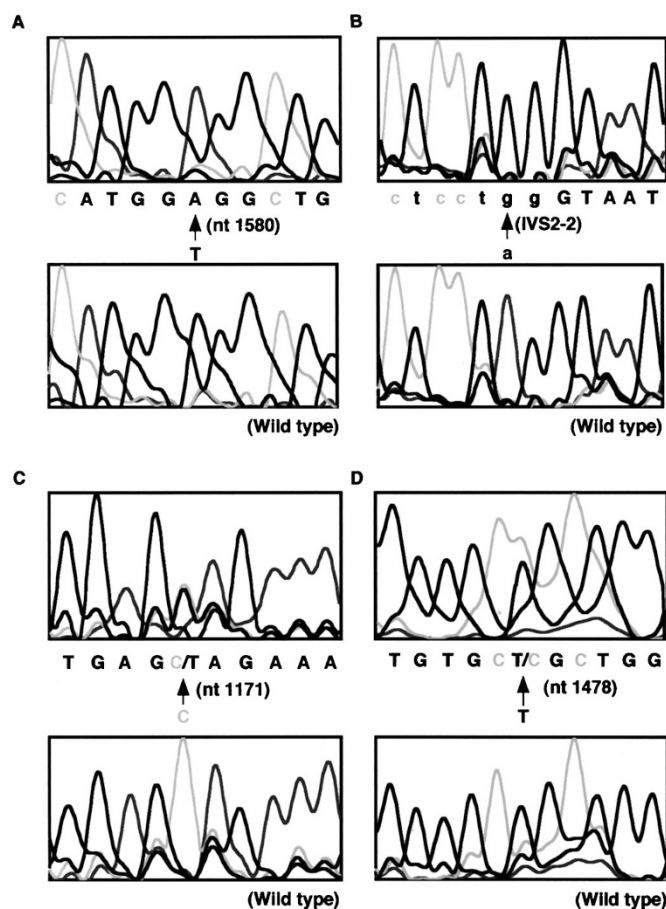 A
B
C A T G G A G G C T G
(nt 1580)
T
c t c c t g g G T A A T
(IVS2-2)
a
(Wild type)
(Wild type)
C
D
T G A G C/T A G A A A
(nt 1171)
C
T G T G C T/C G C T G G
(nt 1478)
T
(Wild type)
(Wild type)